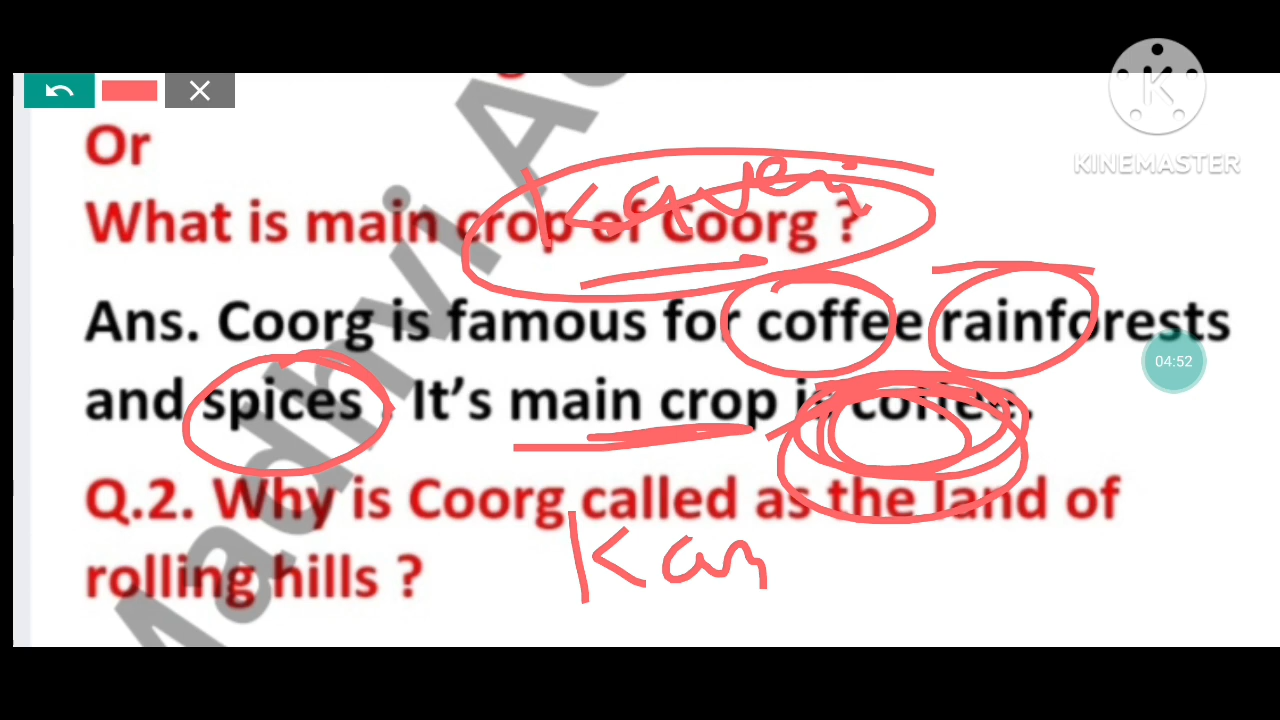 KINEMASTER
Or
What is main crop of Coorg ?
Kaveri
Ans. Coorg is famous for coffee rainforests
04:52
and spices . It’s main crop is coffee.
Q.2. Why is Coorg called as the land of
rolling hills ?
Kan
Madhvi A